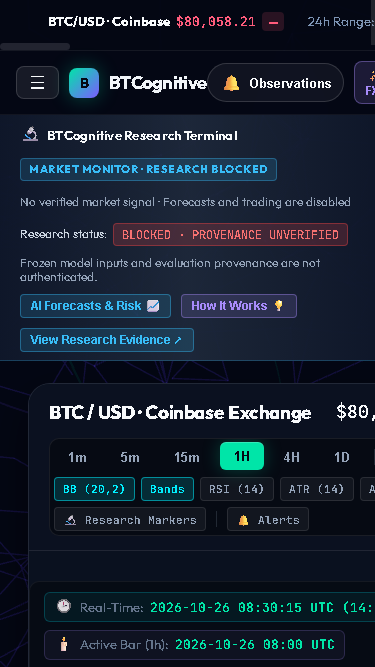 BTC/USD · Coinbase $80,058.21 — 24h Range:
☰ B BTCognitive 🔔 Observations
FX
🔬 BTCognitive Research Terminal
MARKET MONITOR · RESEARCH BLOCKED
No verified market signal · Forecasts and trading are disabled
Research status: BLOCKED · PROVENANCE UNVERIFIED
Frozen model inputs and evaluation provenance are not
authenticated.
AI Forecasts & Risk 📈 How It Works 💡
View Research Evidence ↗
BTC / USD · Coinbase Exchange $80,
1m 5m 15m 1H 4H 1D
BB (20,2) Bands RSI (14) ATR (14) A
🔬 Research Markers 🔔 Alerts
🕒 Real-Time: 2026-10-26 08:30:15 UTC (14:
🕯️ Active Bar (1h): 2026-10-26 08:00 UTC